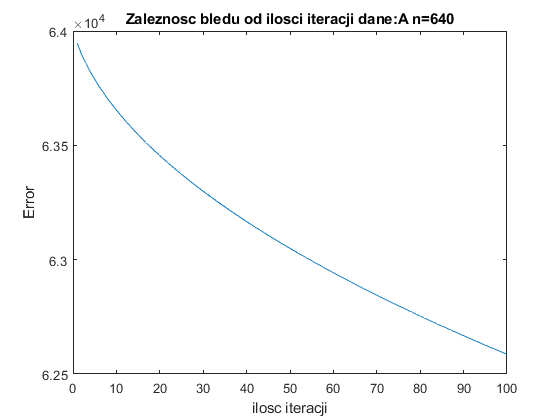 Zaleznosc bledu od ilosci iteracji dane:A n=640
×10⁴
6.4
6.35
6.3
6.25
Error
0 10 20 30 40 50 60 70 80 90 100
ilosc iteracji